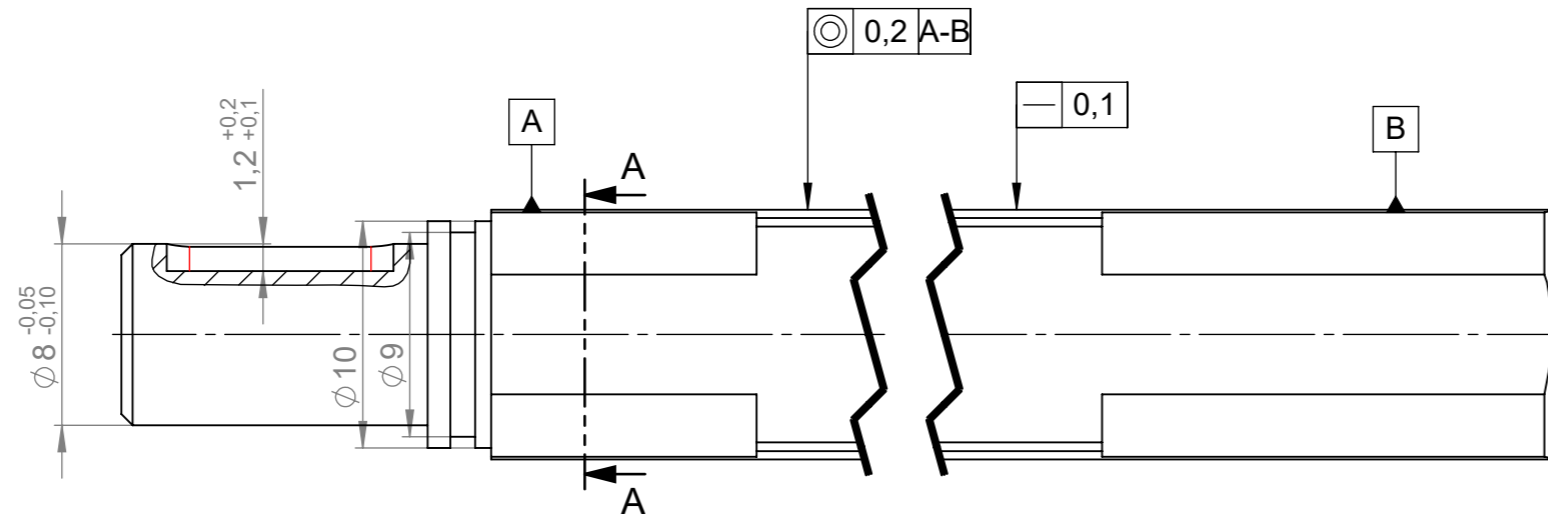 ◎ 0,2 A-B
— 0,1
A
B
A
A
1,2 +0,2 +0,1
⌀8 -0,05 -0,10
⌀10
⌀9